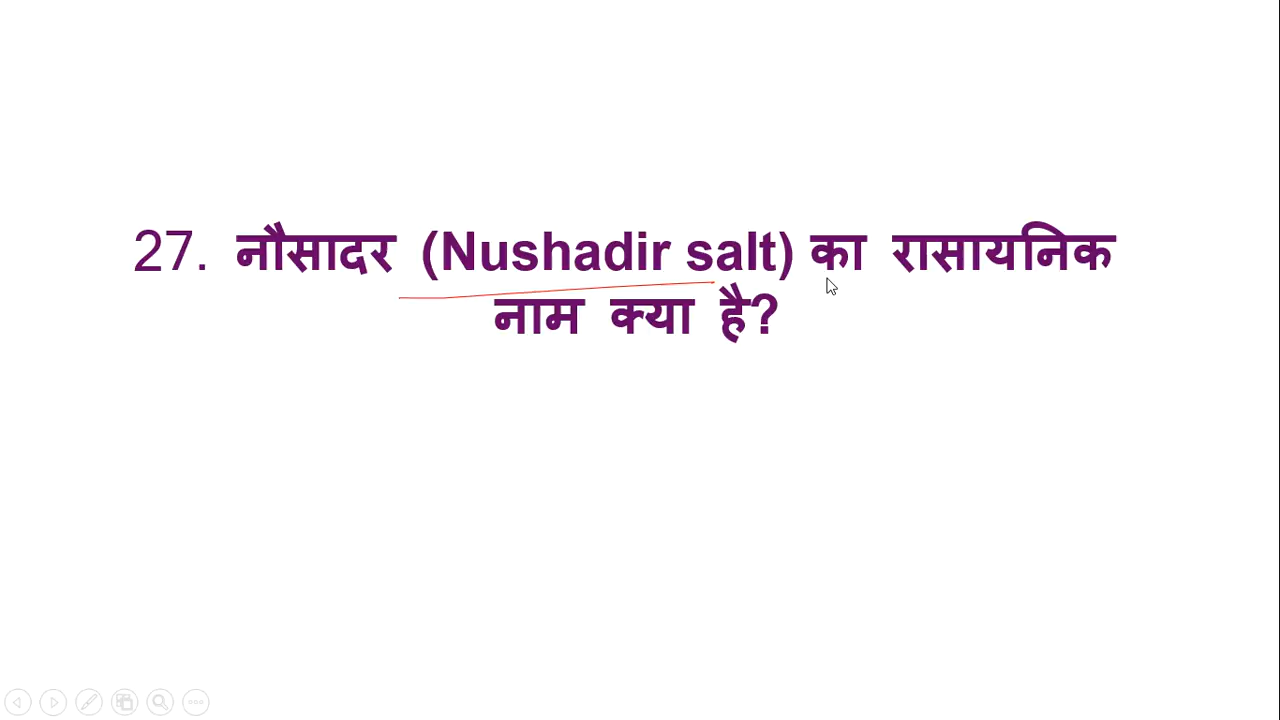 27. नौसादर (Nushadir salt) का रासायनिक
नाम क्या है?